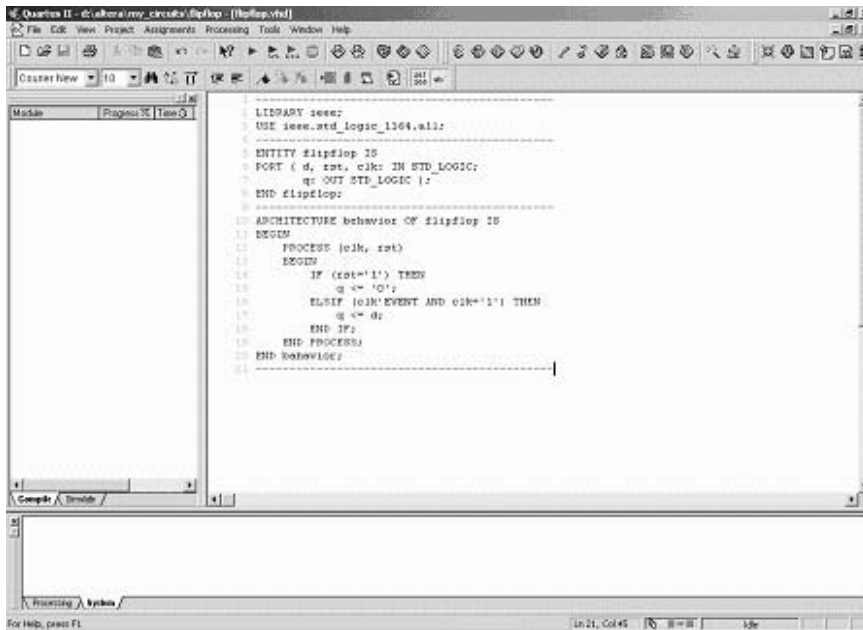 Quartus II - d:\altera\my_circuits\flipflop - [flipflop.vhd]
File Edit View Project Assignments Processing Tools Window Help
Courier New 10
Module Progress % Time
1 --------------------------------------------------
2 LIBRARY ieee;
3 USE ieee.std_logic_1164.all;
4 --------------------------------------------------
5 ENTITY flipflop IS
6 PORT ( d, rst, clk: IN STD_LOGIC;
7 q: OUT STD_LOGIC );
8 END flipflop;
9 --------------------------------------------------
10 ARCHITECTURE behavior OF flipflop IS
11 BEGIN
12 PROCESS (clk, rst)
13 BEGIN
14 IF (rst='1') THEN
15 q <= '0';
16 ELSIF (clk'EVENT AND clk='1') THEN
17 q <= d;
18 END IF;
19 END PROCESS;
20 END behavior;
21 --------------------------------------------------
Compile Simulate
Processing System
For Help, press F1
Ln 21, Col 45 Idle